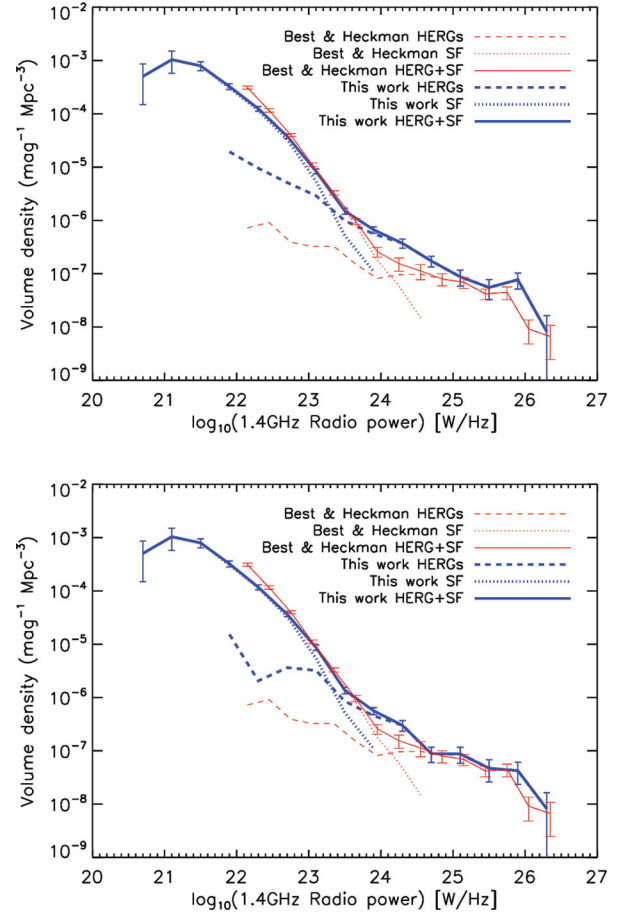 10⁻²
10⁻³
10⁻⁴
10⁻⁵
10⁻⁶
10⁻⁷
10⁻⁸
10⁻⁹
Volume density (mag⁻¹ Mpc⁻³)
Best & Heckman HERGs
Best & Heckman SF
Best & Heckman HERG+SF
This work HERGs
This work SF
This work HERG+SF
20 21 22 23 24 25 26 27
log₁₀(1.4GHz Radio power) [W/Hz]
10⁻²
10⁻³
10⁻⁴
10⁻⁵
10⁻⁶
10⁻⁷
10⁻⁸
10⁻⁹
Volume density (mag⁻¹ Mpc⁻³)
Best & Heckman HERGs
Best & Heckman SF
Best & Heckman HERG+SF
This work HERGs
This work SF
This work HERG+SF
20 21 22 23 24 25 26 27
log₁₀(1.4GHz Radio power) [W/Hz]